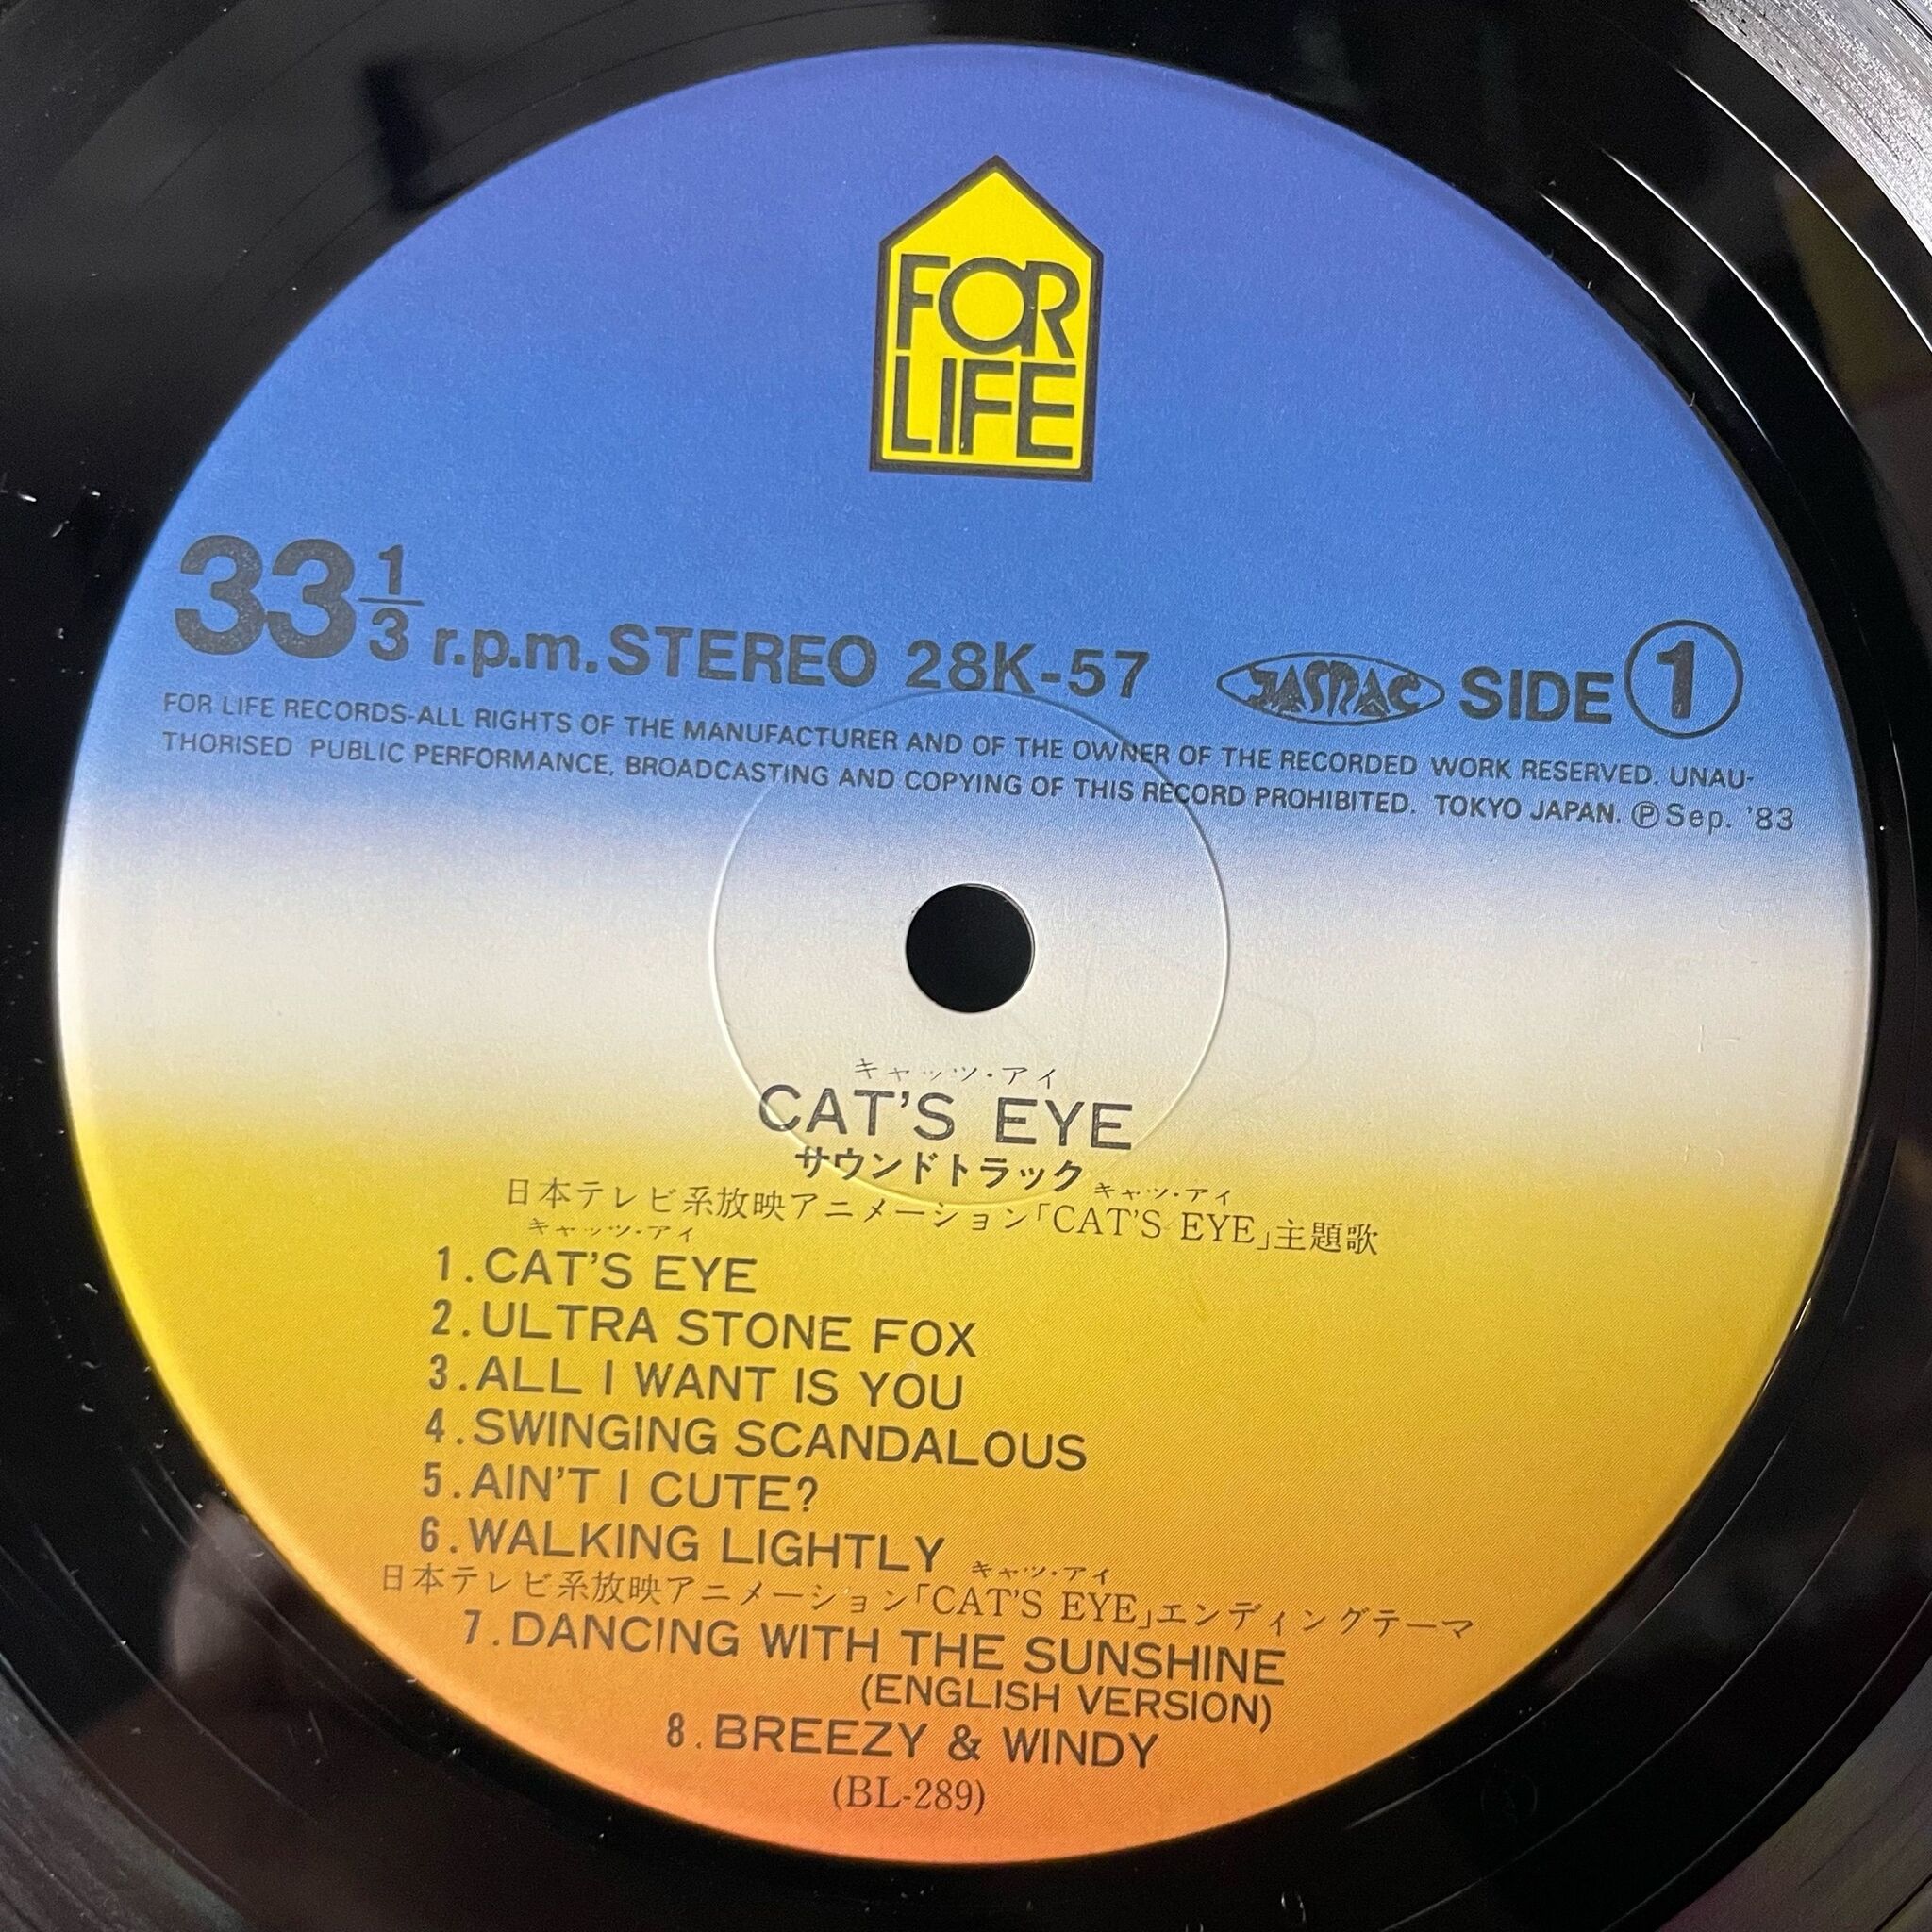 FOR
LIFE
33 1/3 r.p.m. STEREO 28K-57 JASRAC SIDE 1
FOR LIFE RECORDS-ALL RIGHTS OF THE MANUFACTURER AND OF THE OWNER OF THE RECORDED WORK RESERVED. UNAU-
THORISED PUBLIC PERFORMANCE, BROADCASTING AND COPYING OF THIS RECORD PROHIBITED. TOKYO JAPAN. ℗ Sep. '83
キャッツ・アイ
CAT'S EYE
サウンドトラック
キャッツ・アイ
日本テレビ系放映アニメーション「CAT'S EYE」主題歌
キャッツ・アイ
1. CAT'S EYE
2. ULTRA STONE FOX
3. ALL I WANT IS YOU
4. SWINGING SCANDALOUS
5. AIN'T I CUTE?
6. WALKING LIGHTLY
キャッツ・アイ
日本テレビ系放映アニメーション「CAT'S EYE」エンディングテーマ
7. DANCING WITH THE SUNSHINE
(ENGLISH VERSION)
8. BREEZY & WINDY
(BL-289)